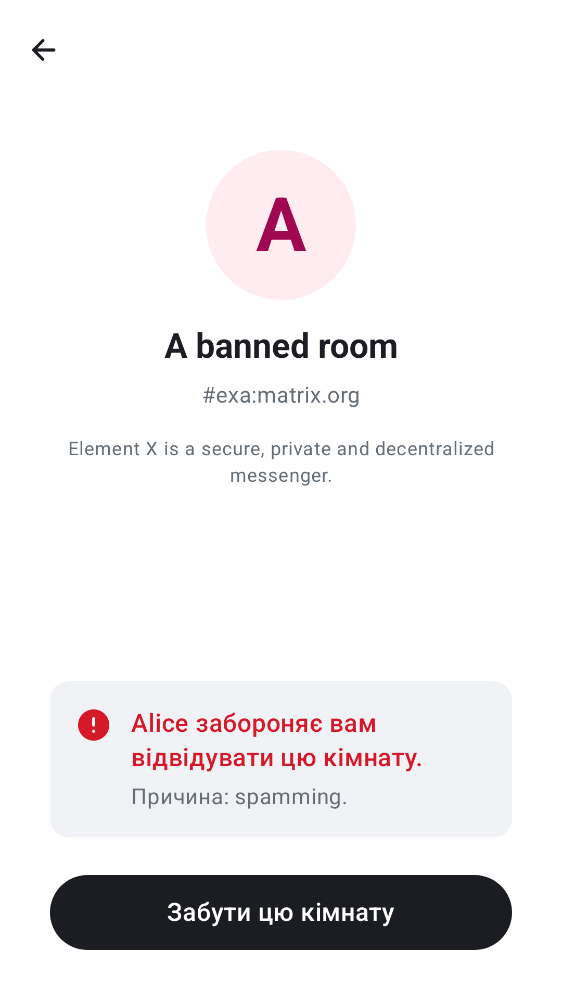 A
A banned room
#exa:matrix.org
Element X is a secure, private and decentralized
messenger.
Alice забороняє вам
відвідувати цю кімнату.
Причина: spamming.
Забути цю кімнату